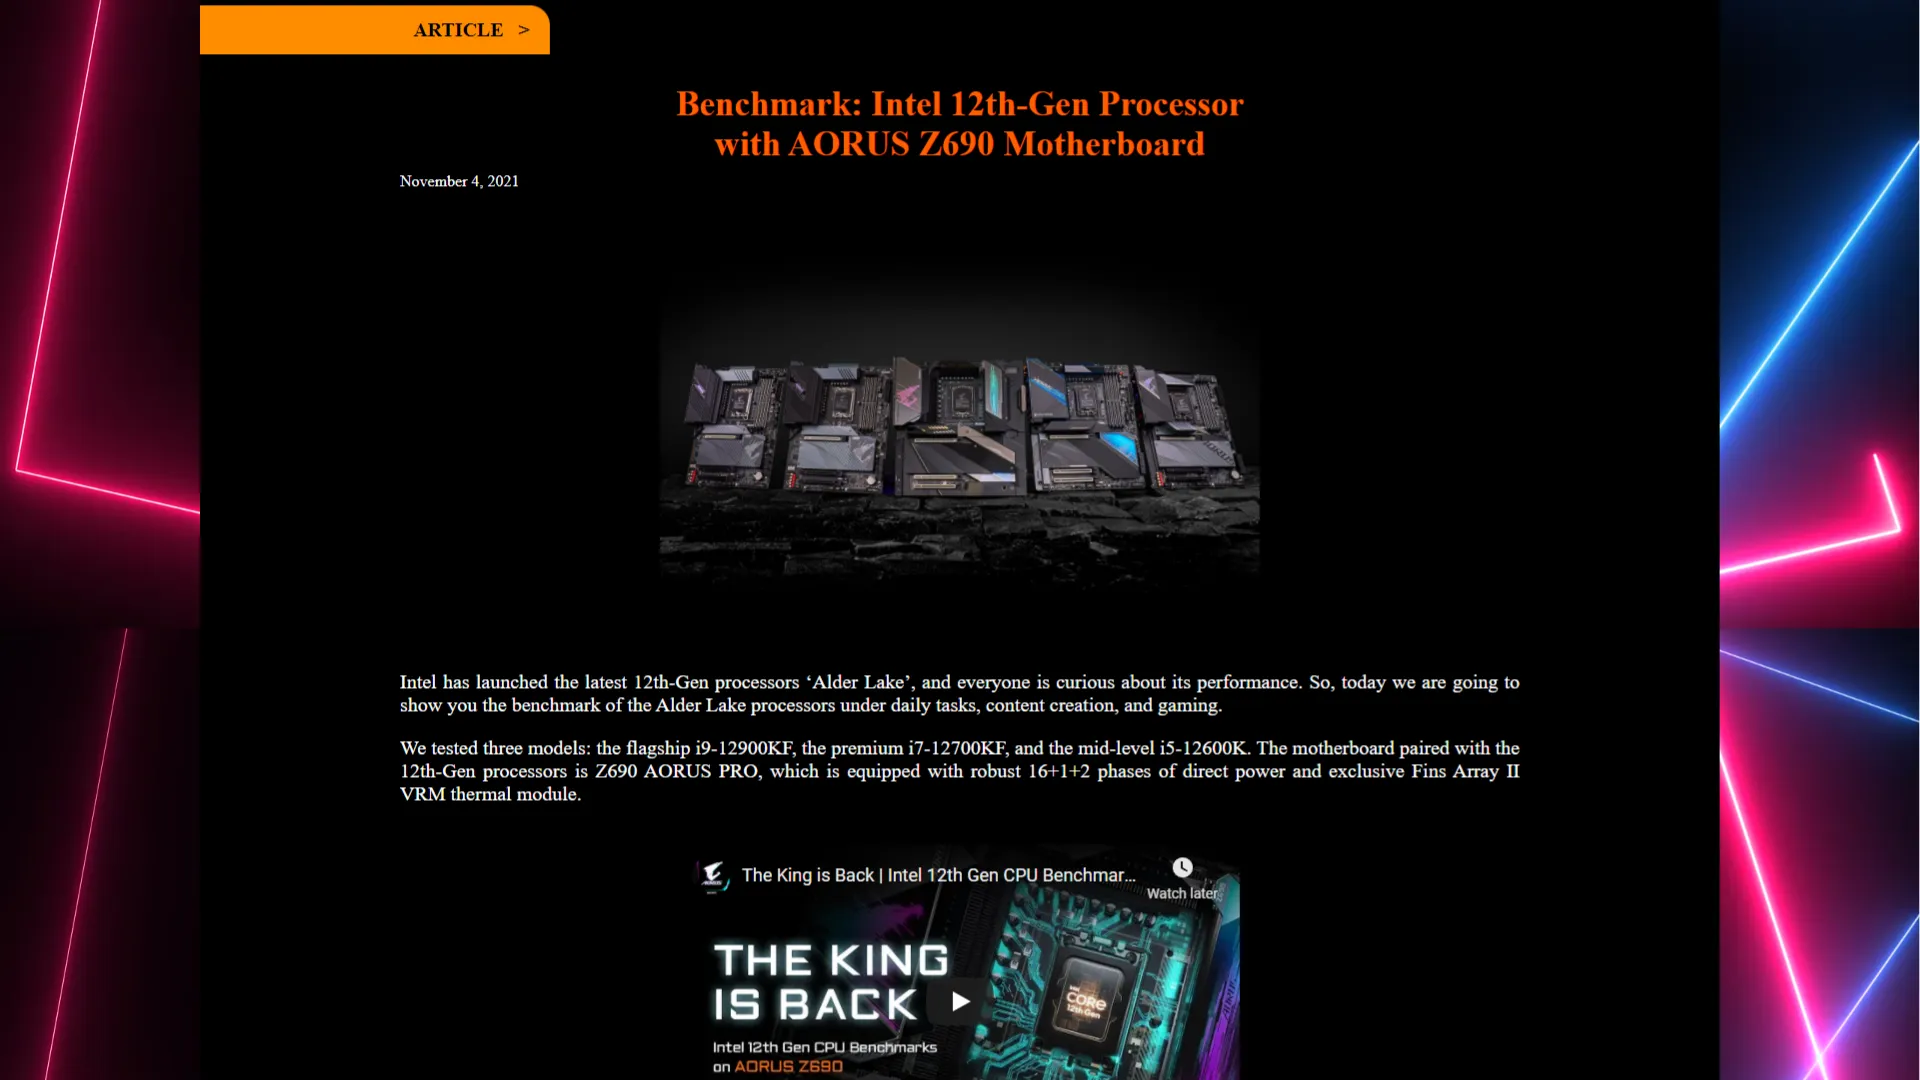 ARTICLE >
Benchmark: Intel 12th-Gen Processor
with AORUS Z690 Motherboard
November 4, 2021
Intel has launched the latest 12th-Gen processors ‘Alder Lake’, and everyone is curious about its performance. So, today we are going to
show you the benchmark of the Alder Lake processors under daily tasks, content creation, and gaming.
We tested three models: the flagship i9-12900KF, the premium i7-12700KF, and the mid-level i5-12600K. The motherboard paired with the
12th-Gen processors is Z690 AORUS PRO, which is equipped with robust 16+1+2 phases of direct power and exclusive Fins Array II
VRM thermal module.
The King is Back | Intel 12th Gen CPU Benchmar...
Watch later
THE KING
IS BACK
intel
CORE
12th Gen
Intel 12th Gen CPU Benchmarks
on AORUS Z690